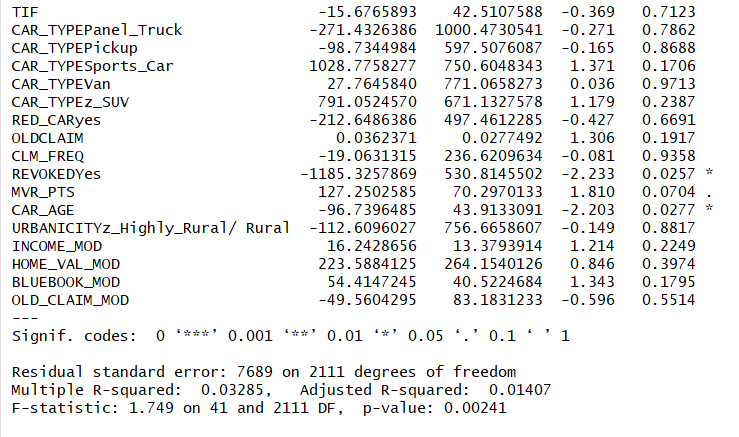 TIF -15.6765893 42.5107588 -0.369 0.7123
CAR_TYPEPanel_Truck -271.4326386 1000.4730541 -0.271 0.7862
CAR_TYPEPickup -98.7344984 597.5076087 -0.165 0.8688
CAR_TYPESports_Car 1028.7758277 750.6048343 1.371 0.1706
CAR_TYPEVan 27.7645840 771.0658273 0.036 0.9713
CAR_TYPEz_SUV 791.0524570 671.1327578 1.179 0.2387
RED_CARyes -212.6486386 497.4612285 -0.427 0.6691
OLDCLAIM 0.0362371 0.0277492 1.306 0.1917
CLM_FREQ -19.0631315 236.6209634 -0.081 0.9358
REVOKEDYes -1185.3257869 530.8145502 -2.233 0.0257 *
MVR_PTS 127.2502585 70.2970133 1.810 0.0704 .
CAR_AGE -96.7396485 43.9133091 -2.203 0.0277 *
URBANICITYz_Highly_Rural/ Rural -112.6096027 756.6658607 -0.149 0.8817
INCOME_MOD 16.2428656 13.3793914 1.214 0.2249
HOME_VAL_MOD 223.5884125 264.1540126 0.846 0.3974
BLUEBOOK_MOD 54.4147245 40.5224684 1.343 0.1795
OLD_CLAIM_MOD -49.5604295 83.1831233 -0.596 0.5514
---
Signif. codes:  0 ‘***’ 0.001 ‘**’ 0.01 ‘*’ 0.05 ‘.’ 0.1 ‘ ’ 1
Residual standard error: 7689 on 2111 degrees of freedom
Multiple R-squared:  0.03285,	Adjusted R-squared:  0.01407
F-statistic: 1.749 on 41 and 2111 DF,  p-value: 0.00241